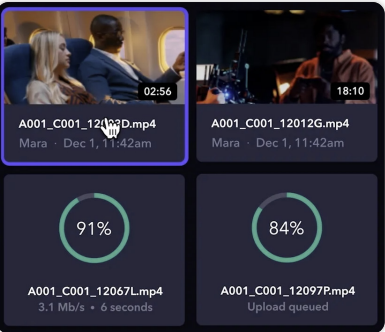 02:56
18:10
A001_C001_12012G.mp4
Mara · Dec 1, 11:42am
Mara · Dec 1, 11:42am
91%
84%
A001_C001_12067L.mp4
A001_C001_12097P.mp4
3.1 Mb/s • 6 seconds
Upload queued